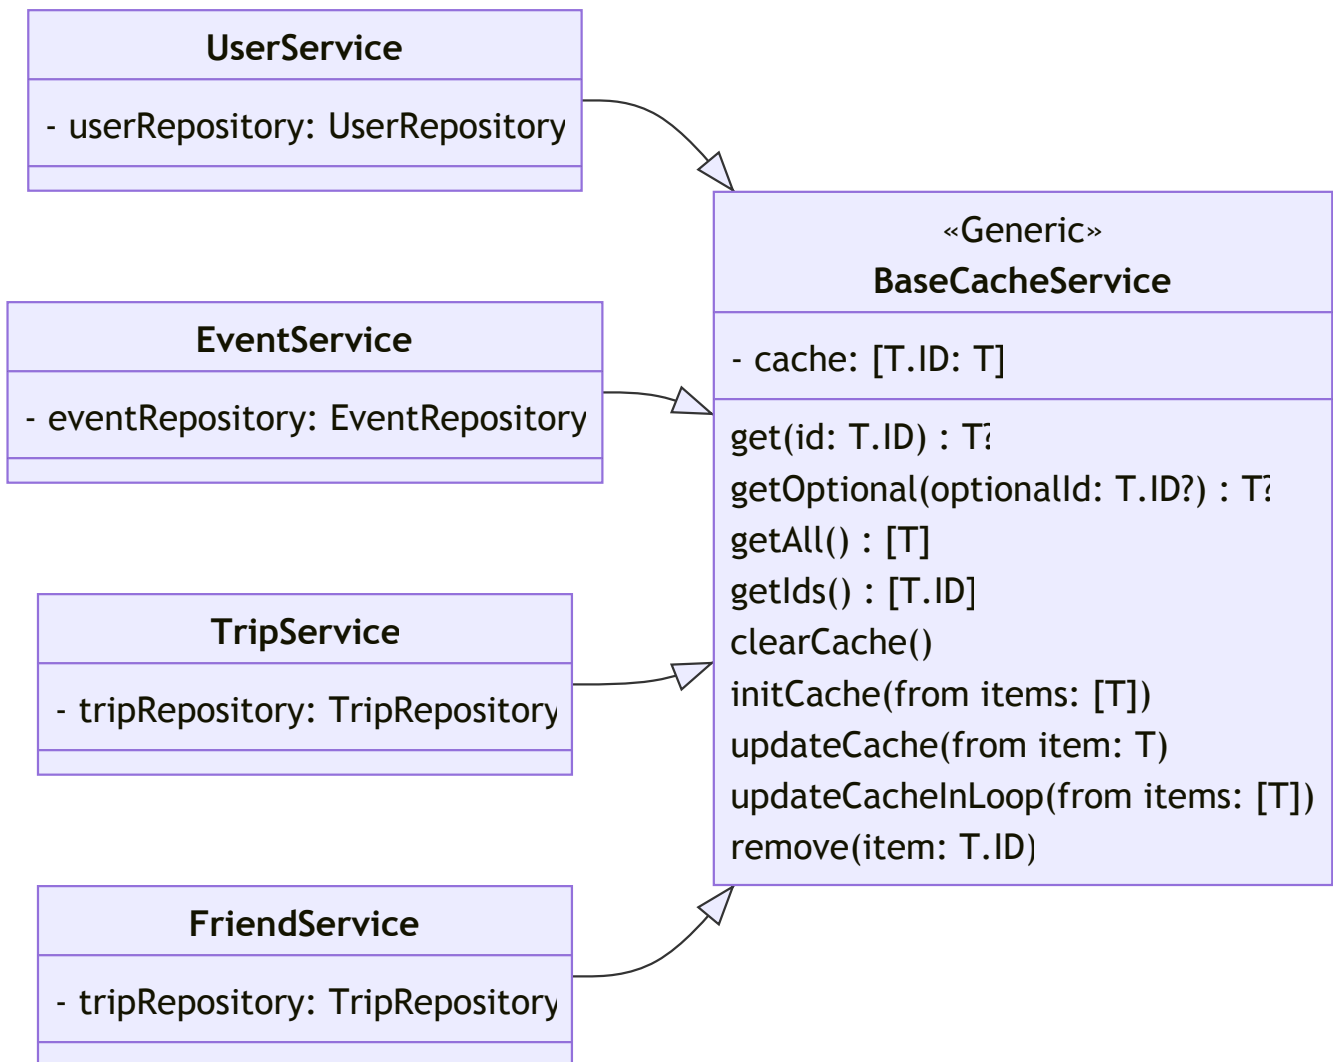 UserService
- userRepository: UserRepository
EventService
- eventRepository: EventRepository
TripService
- tripRepository: TripRepository
FriendService
- tripRepository: TripRepository
«Generic»
BaseCacheService
- cache: [T.ID: T]
get(id: T.ID) : T?
getOptional(optionalId: T.ID?) : T?
getAll() : [T]
getIds() : [T.ID]
clearCache()
initCache(from items: [T])
updateCache(from item: T)
updateCacheInLoop(from items: [T])
remove(item: T.ID)